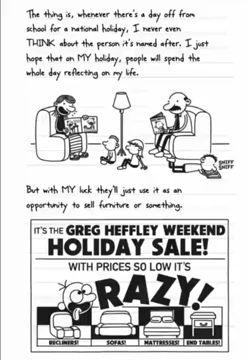 The thing is, whenever there's a day off from
school for a national holiday, I never even
THINK about the person it's named after. I just
hope that on MY holiday, people will spend the
whole day reflecting on my life.
SNIFF
SNIFF
But with MY luck they'll just use it as an
opportunity to sell furniture or something.
IT'S THE GREG HEFFLEY WEEKEND
HOLIDAY SALE!
WITH PRICES SO LOW IT'S
RAZY!
RECLINERS!
SOFAS!
MATTRESSES!
END TABLES!